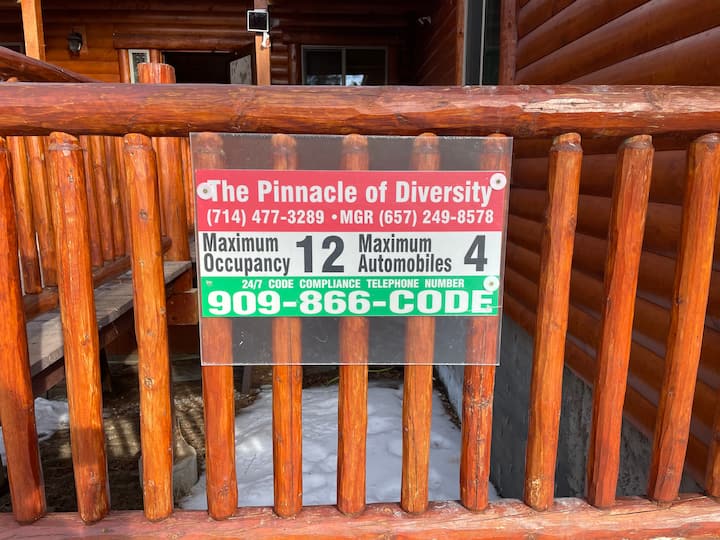 The Pinnacle of Diversity
(714) 477-3289 • MGR (657) 249-8578
Maximum Occupancy 12 Maximum Automobiles 4
24/7 CODE COMPLIANCE TELEPHONE NUMBER
909-866-CODE